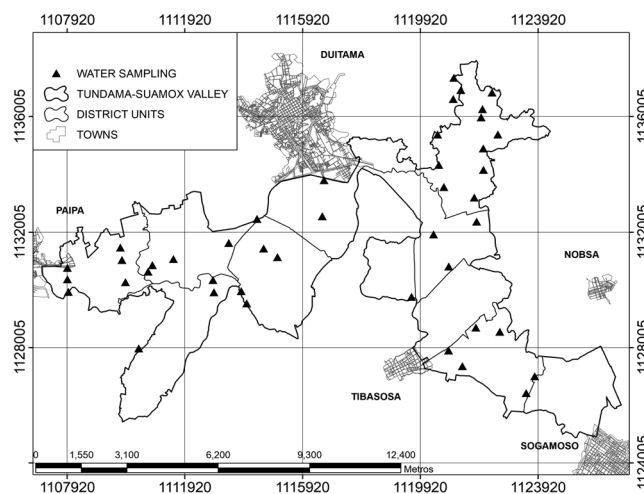 1107920 1111920 1115920 1119920 1123920
DUITAMA
WATER SAMPLING
TUNDAMA-SUAMOX VALLEY
DISTRICT UNITS
TOWNS
1136005 1136005
PAIPA
1132005 1132005
NOBSA
1128005 1128005
TIBASOSA
SOGAMOSO
0 1,550 3,100 6,200 9,300 12,400
Metros
1124005 1124005
1107920 1111920 1115920 1119920 1123920